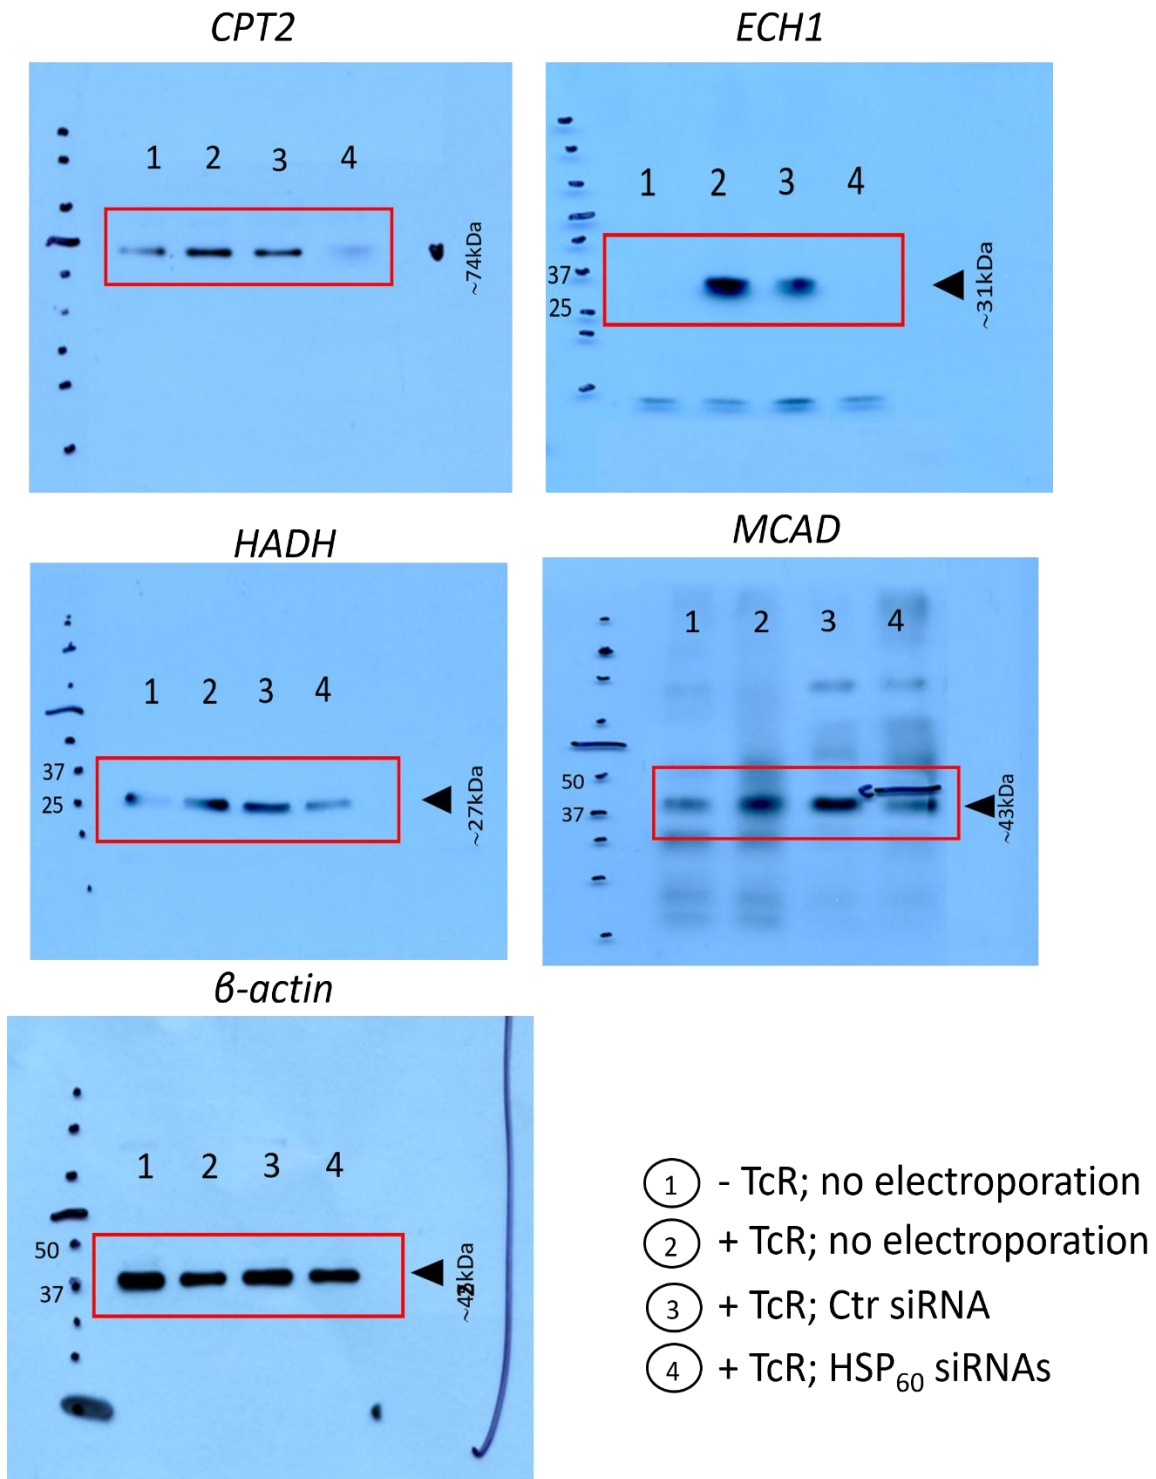 CPT2
1 2 3 4
~74kDa
ECH1
1 2 3 4
37
25
~31kDa
HADH
1 2 3 4
37
25
~27kDa
MCAD
1 2 3 4
50
37
~43kDa
β-actin
1 2 3 4
50
37
1 - TcR; no electroporation
2 + TcR; no electroporation
3 + TcR; Ctr siRNA
4 + TcR; HSP60 siRNAs